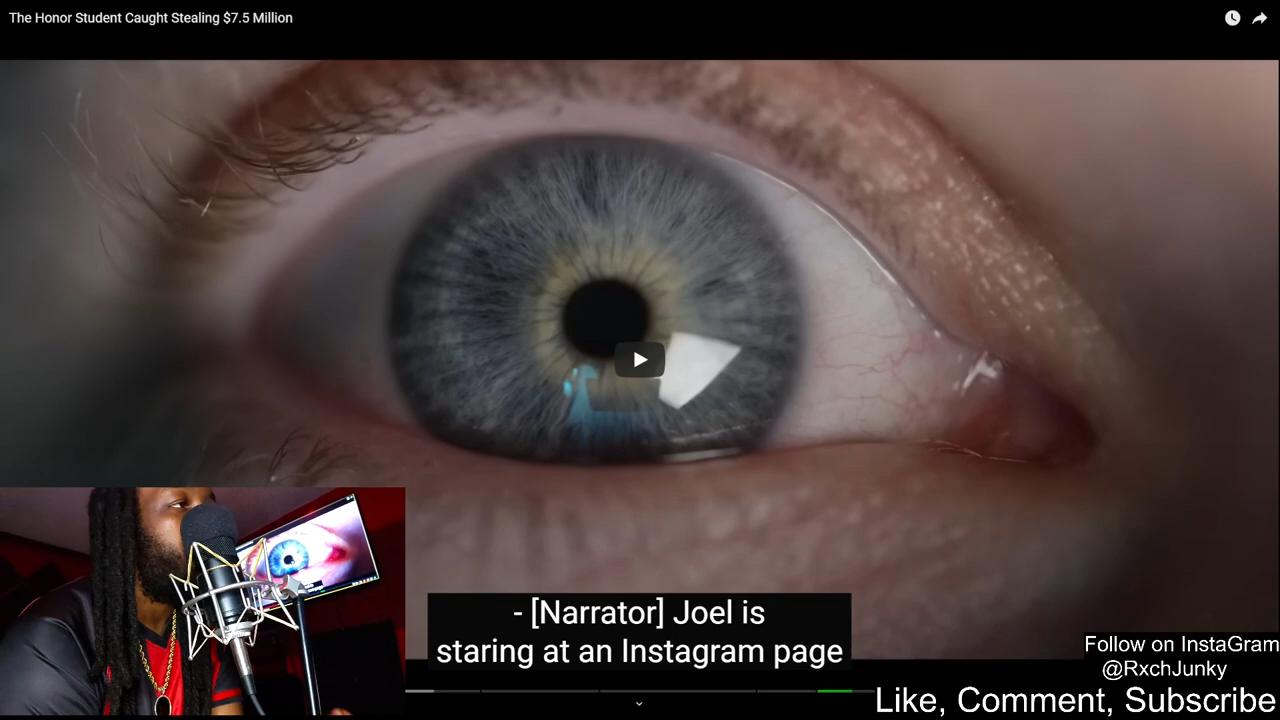 The Honor Student Caught Stealing $7.5 Million
- [Narrator] Joel is
staring at an Instagram page
Follow on InstaGram
@RxchJunky
Like, Comment, Subscribe